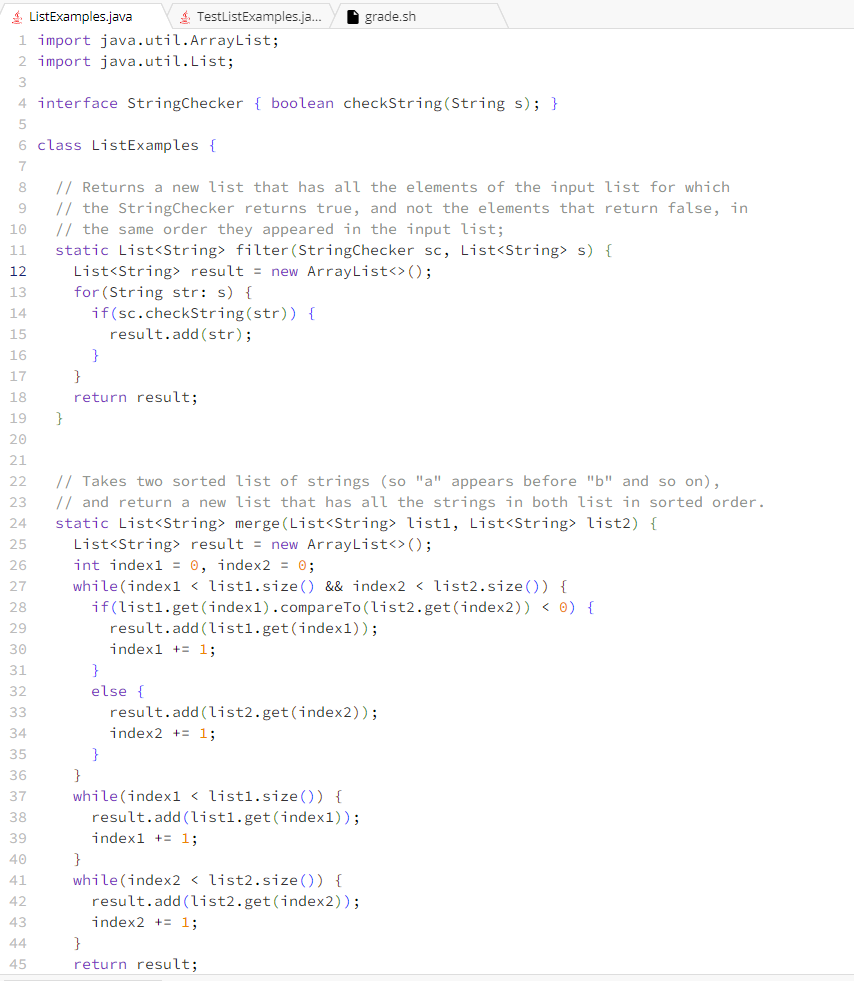 ListExamples.java TestListExamples.ja... grade.sh
1 import java.util.ArrayList;
2 import java.util.List;
3
4 interface StringChecker { boolean checkString(String s); }
5
6 class ListExamples {
7
8   // Returns a new list that has all the elements of the input list for which
9   // the StringChecker returns true, and not the elements that return false, in
10   // the same order they appeared in the input list;
11   static List<String> filter(StringChecker sc, List<String> s) {
12     List<String> result = new ArrayList<>();
13     for(String str: s) {
14       if(sc.checkString(str)) {
15         result.add(str);
16       }
17     }
18     return result;
19   }
20
21
22   // Takes two sorted list of strings (so "a" appears before "b" and so on),
23   // and return a new list that has all the strings in both list in sorted order.
24   static List<String> merge(List<String> list1, List<String> list2) {
25     List<String> result = new ArrayList<>();
26     int index1 = 0, index2 = 0;
27     while(index1 < list1.size() && index2 < list2.size()) {
28       if(list1.get(index1).compareTo(list2.get(index2)) < 0) {
29         result.add(list1.get(index1));
30         index1 += 1;
31       }
32       else {
33         result.add(list2.get(index2));
34         index2 += 1;
35       }
36     }
37     while(index1 < list1.size()) {
38       result.add(list1.get(index1));
39       index1 += 1;
40     }
41     while(index2 < list2.size()) {
42       result.add(list2.get(index2));
43       index2 += 1;
44     }
45     return result;